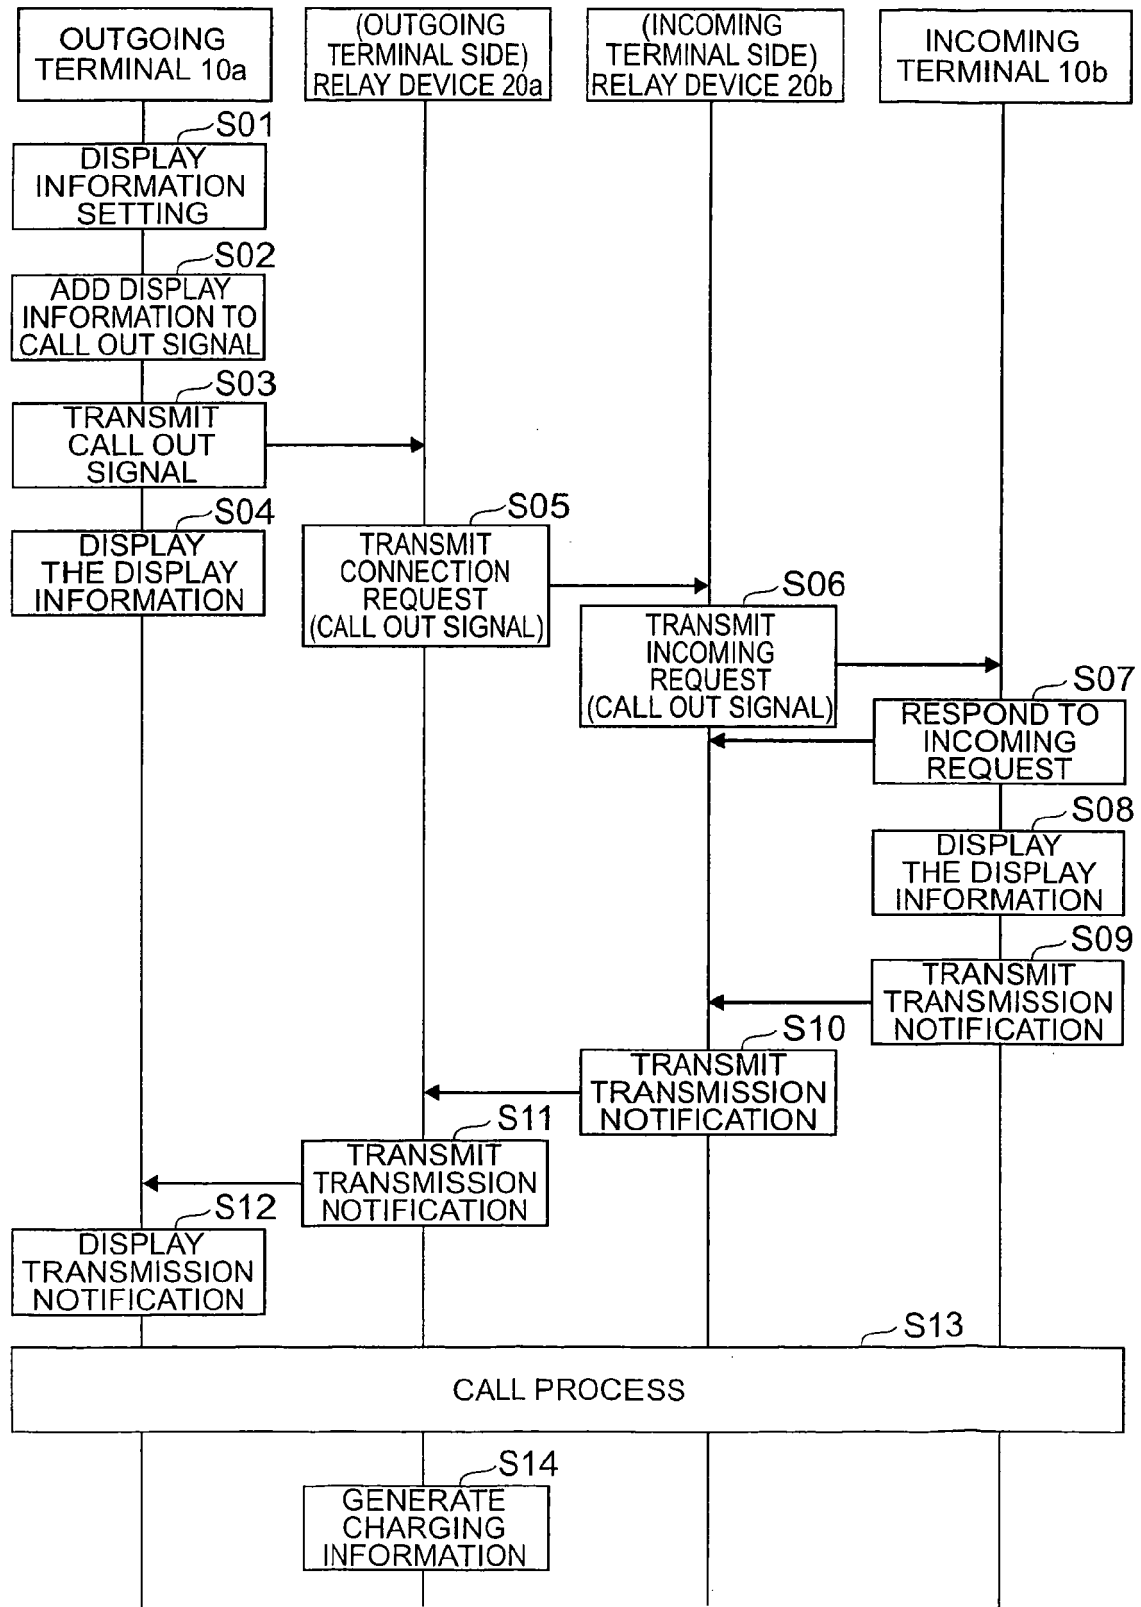 OUTGOING
TERMINAL 10a
(OUTGOING
TERMINAL SIDE)
RELAY DEVICE 20a
(INCOMING
TERMINAL SIDE)
RELAY DEVICE 20b
INCOMING
TERMINAL 10b
S01
DISPLAY
INFORMATION
SETTING
S02
ADD DISPLAY
INFORMATION TO
CALL OUT SIGNAL
S03
TRANSMIT
CALL OUT
SIGNAL
S04
DISPLAY
THE DISPLAY
INFORMATION
S05
TRANSMIT
CONNECTION
REQUEST
(CALL OUT SIGNAL)
S06
TRANSMIT
INCOMING
REQUEST
(CALL OUT SIGNAL)
S07
RESPOND TO
INCOMING
REQUEST
S08
DISPLAY
THE DISPLAY
INFORMATION
S09
TRANSMIT
TRANSMISSION
NOTIFICATION
S10
TRANSMIT
TRANSMISSION
NOTIFICATION
S11
TRANSMIT
TRANSMISSION
NOTIFICATION
S12
DISPLAY
TRANSMISSION
NOTIFICATION
S13
CALL PROCESS
S14
GENERATE
CHARGING
INFORMATION